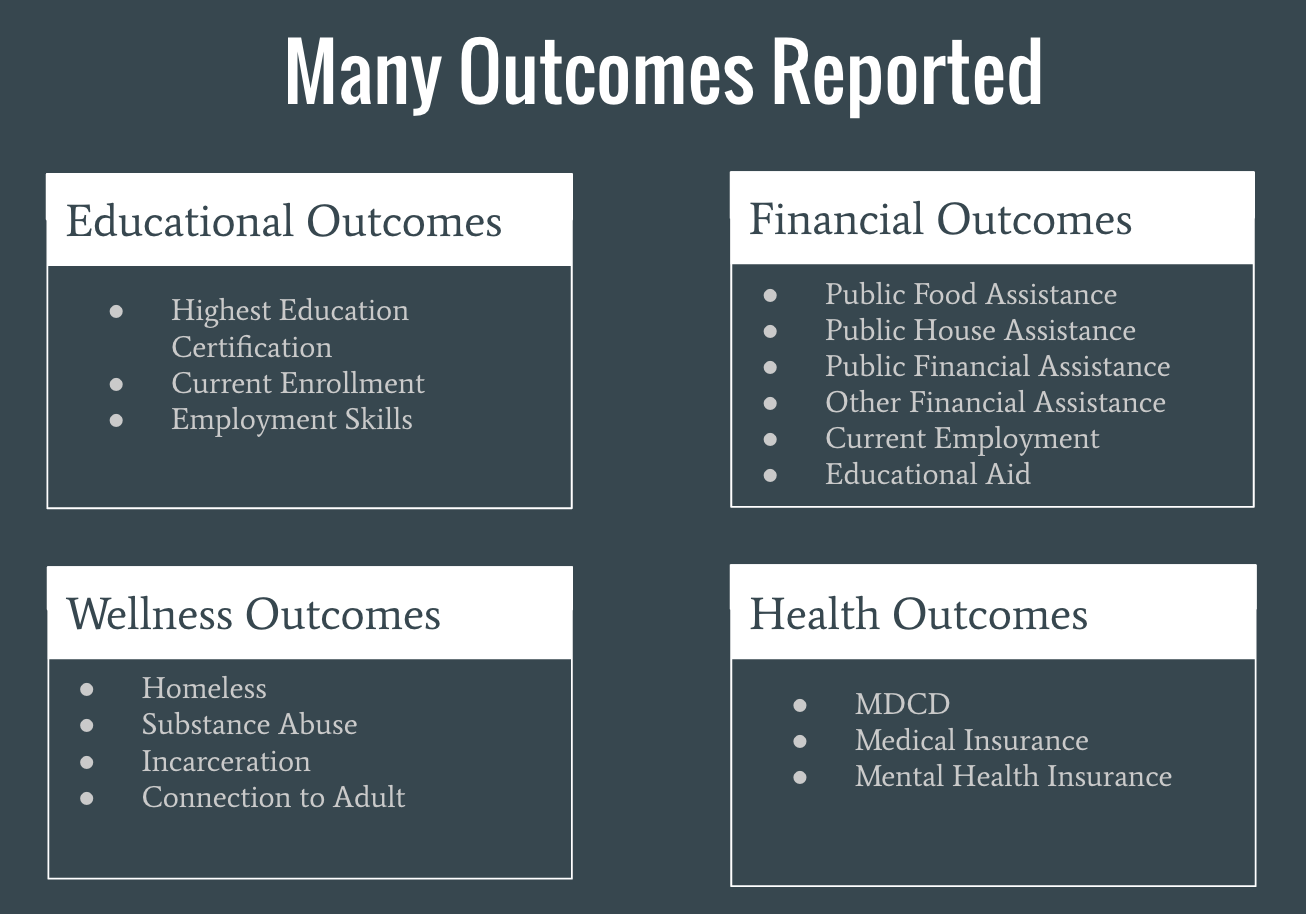 Many Outcomes Reported
Educational Outcomes
● Highest Education
Certification
● Current Enrollment
● Employment Skills
Financial Outcomes
● Public Food Assistance
● Public House Assistance
● Public Financial Assistance
● Other Financial Assistance
● Current Employment
● Educational Aid
Wellness Outcomes
● Homeless
● Substance Abuse
● Incarceration
● Connection to Adult
Health Outcomes
● MDCD
● Medical Insurance
● Mental Health Insurance